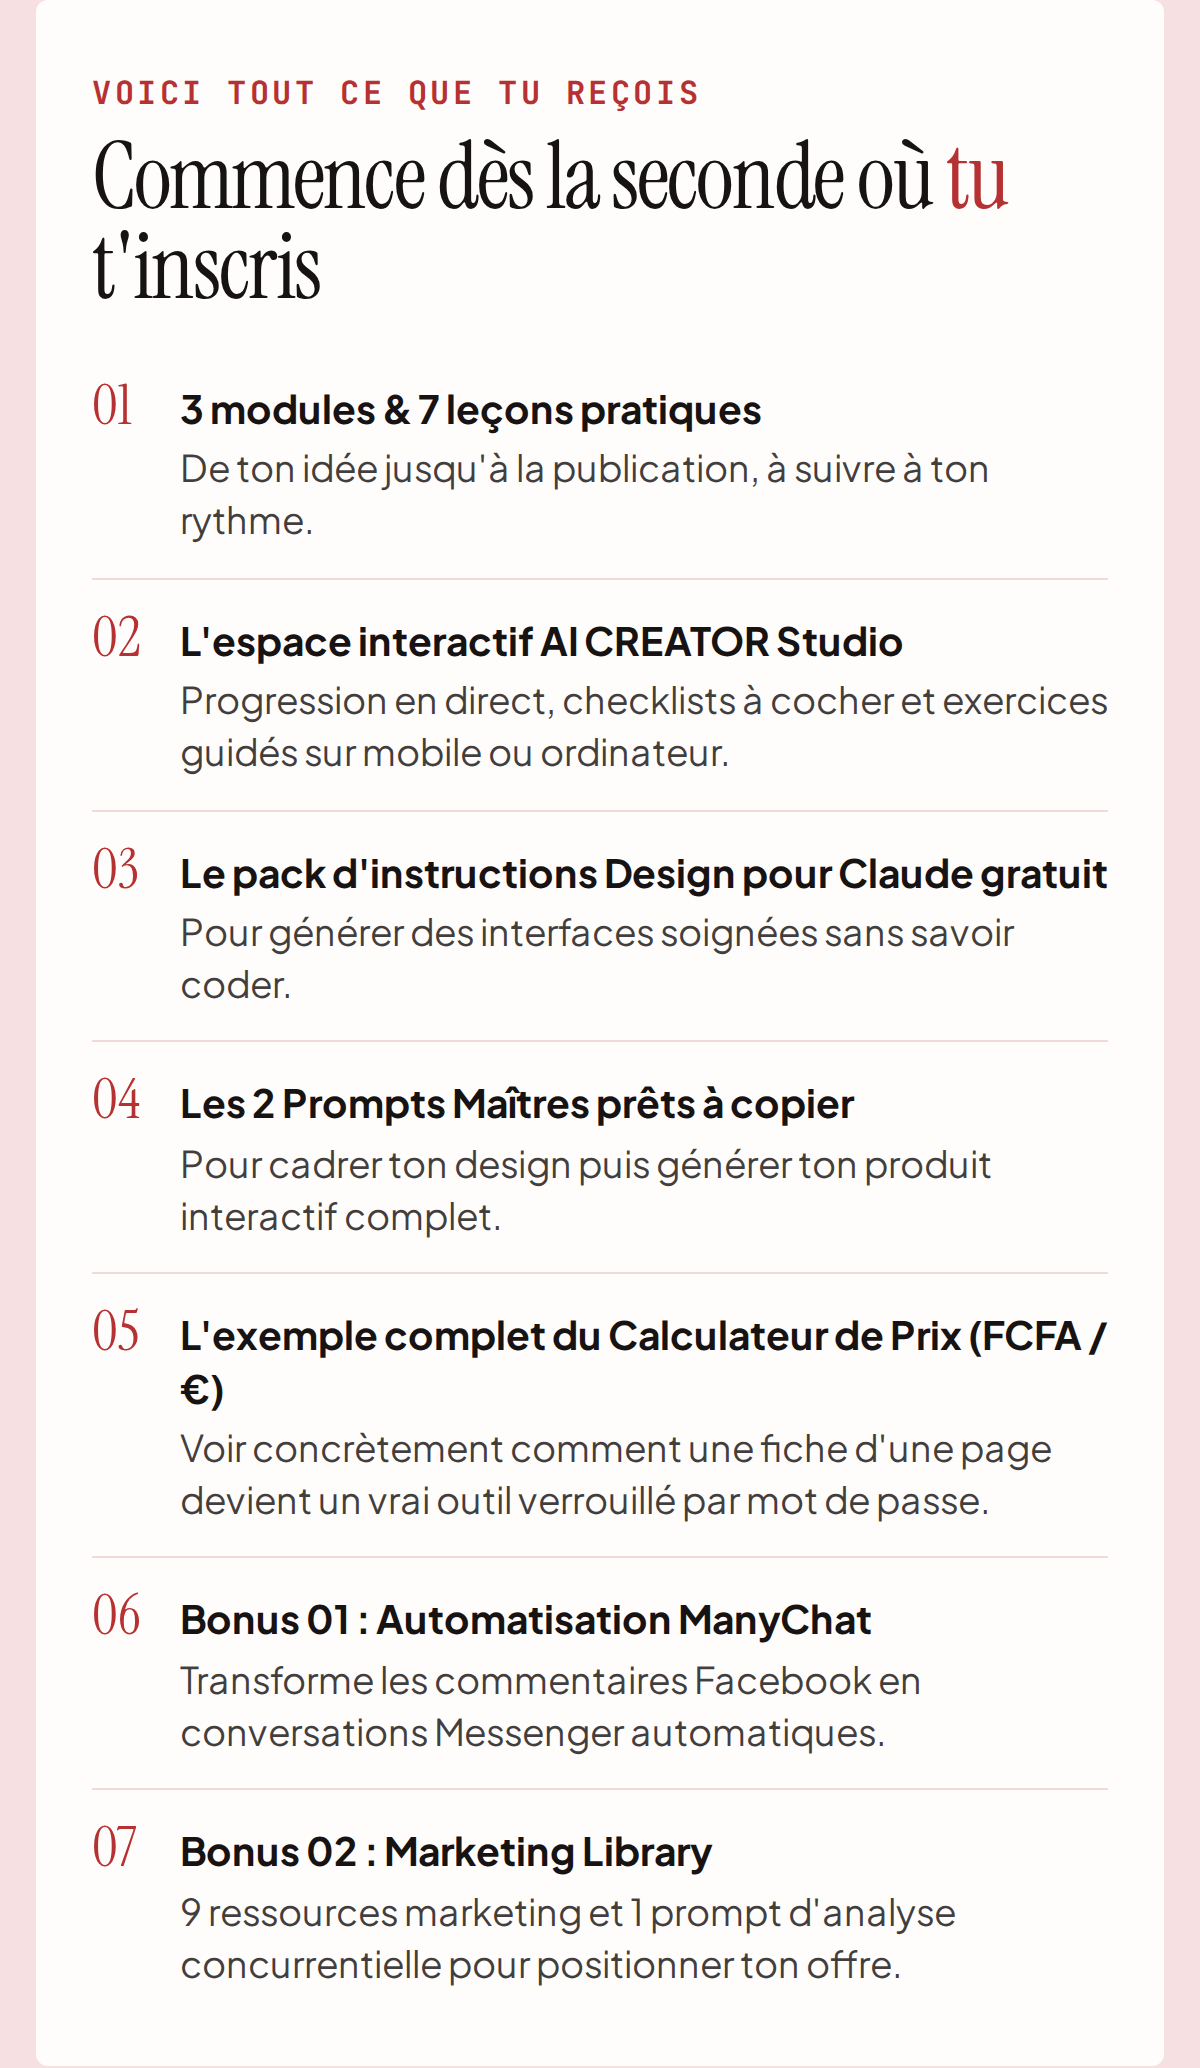 VOICI TOUT CE QUE TU REÇOIS
Commence dès la seconde où tu
t'inscris
01
3 modules & 7 leçons pratiques
De ton idée jusqu'à la publication, à suivre à ton
rythme.
02
L'espace interactif AI CREATOR Studio
Progression en direct, checklists à cocher et exercices
guidés sur mobile ou ordinateur.
03
Le pack d'instructions Design pour Claude gratuit
Pour générer des interfaces soignées sans savoir
coder.
04
Les 2 Prompts Maîtres prêts à copier
Pour cadrer ton design puis générer ton produit
interactif complet.
05
L'exemple complet du Calculateur de Prix (FCFA /
€)
Voir concrètement comment une fiche d'une page
devient un vrai outil verrouillé par mot de passe.
06
Bonus 01 : Automatisation ManyChat
Transforme les commentaires Facebook en
conversations Messenger automatiques.
07
Bonus 02 : Marketing Library
9 ressources marketing et 1 prompt d'analyse
concurrentielle pour positionner ton offre.